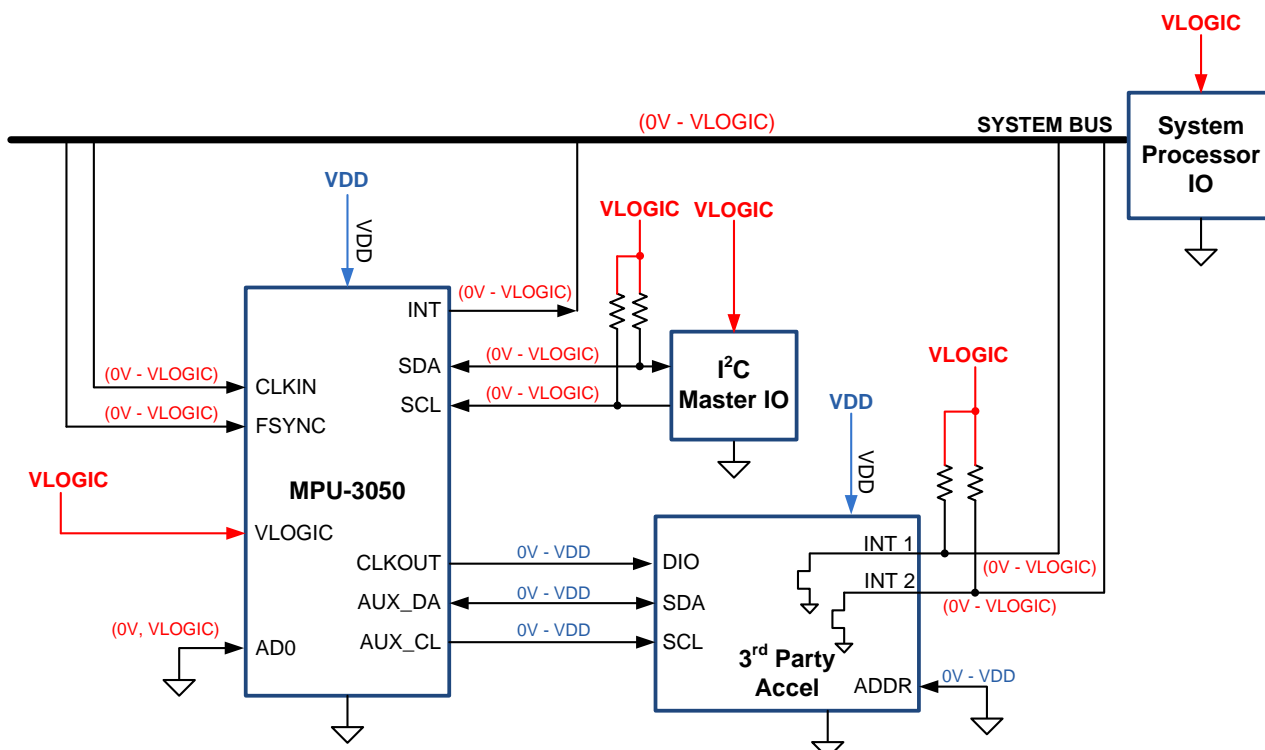 VLOGIC
(0V - VLOGIC)
SYSTEM BUS
System
Processor
IO
VDD
VDD
VLOGIC
VLOGIC
INT
(0V - VLOGIC)
SDA
(0V - VLOGIC)
SCL
(0V - VLOGIC)
I²C
Master IO
(0V - VLOGIC)
CLKIN
(0V - VLOGIC)
FSYNC
MPU-3050
VLOGIC
VLOGIC
CLKOUT
0V - VDD
AUX_DA
0V - VDD
AUX_CL
0V - VDD
(0V, VLOGIC)
AD0
VDD
VDD
VLOGIC
DIO
SDA
SCL
INT 1
(0V - VLOGIC)
INT 2
(0V - VLOGIC)
3rd Party
Accel
ADDR
0V - VDD